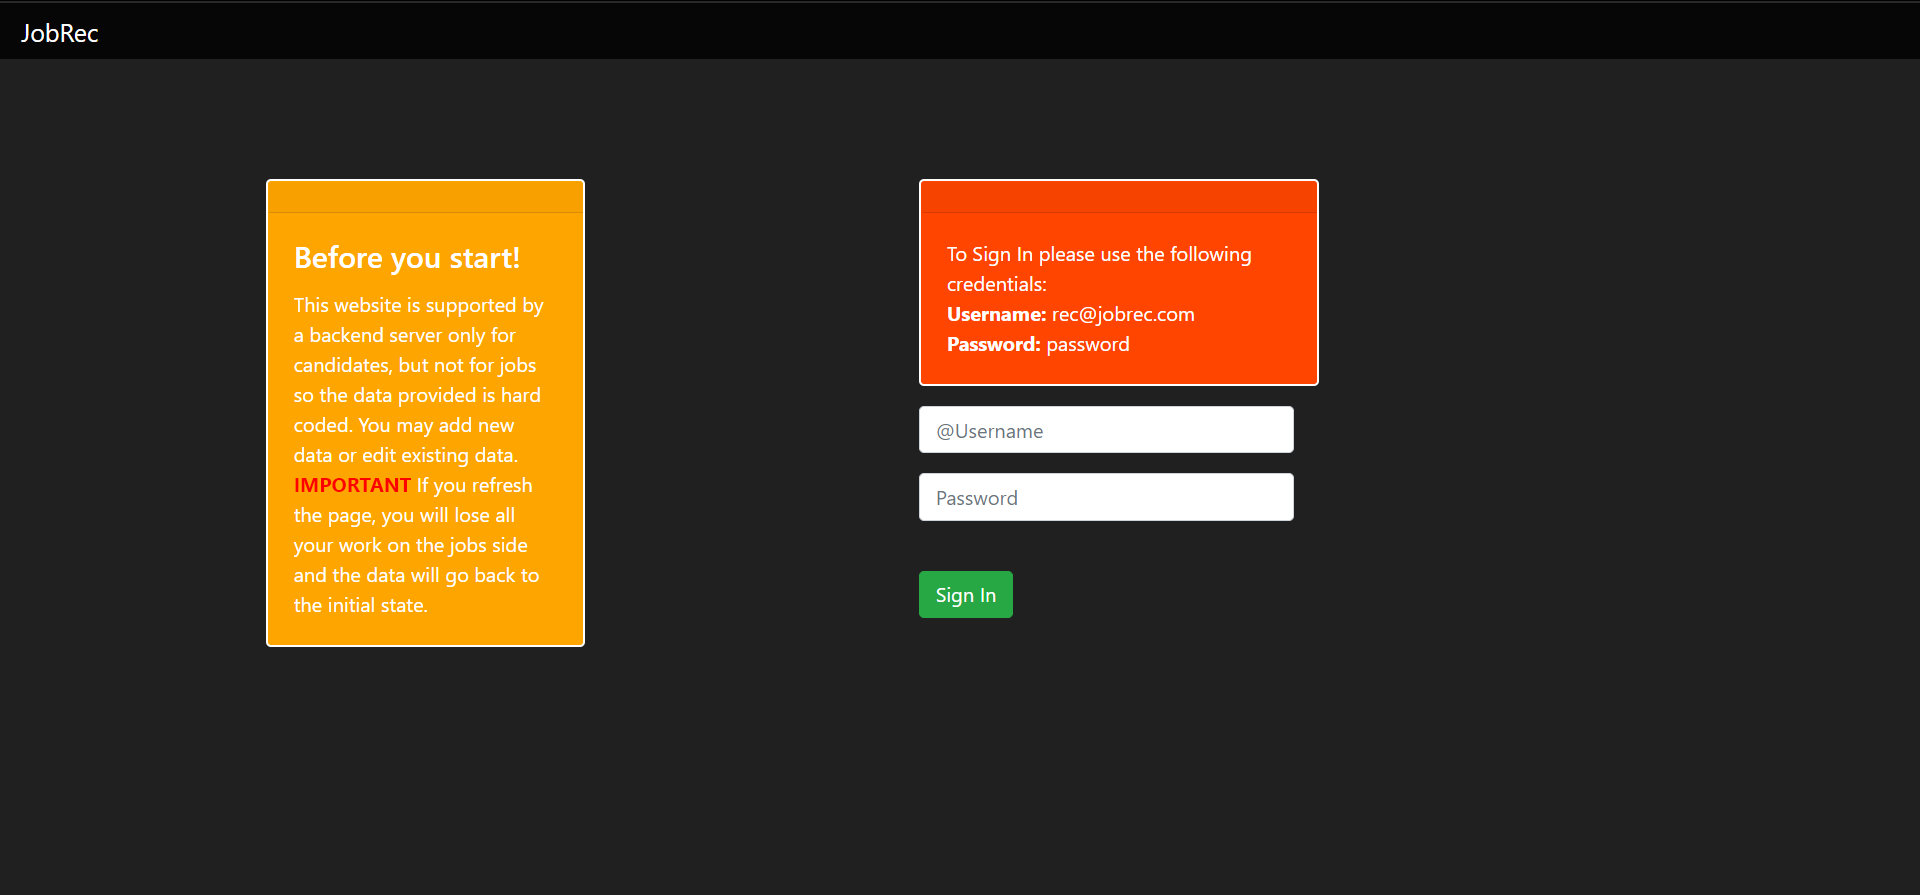 JobRec
Before you start!
This website is supported by
a backend server only for
candidates, but not for jobs
so the data provided is hard
coded. You may add new
data or edit existing data.
IMPORTANT If you refresh
the page, you will lose all
your work on the jobs side
and the data will go back to
the initial state.
To Sign In please use the following
credentials:
Username: rec@jobrec.com
Password: password
@Username
Password
Sign In